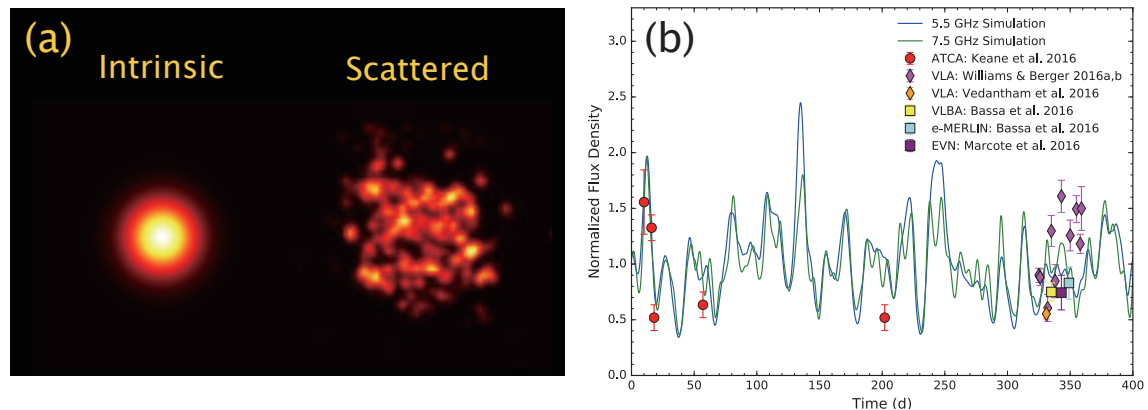 (a)
Intrinsic
Scattered
(b)
5.5 GHz Simulation
7.5 GHz Simulation
ATCA: Keane et al. 2016
VLA: Williams & Berger 2016a,b
VLA: Vedantham et al. 2016
VLBA: Bassa et al. 2016
e-MERLIN: Bassa et al. 2016
EVN: Marcote et al. 2016
Normalized Flux Density
3.0
2.5
2.0
1.5
1.0
0.5
0.0
0 50 100 150 200 250 300 350 400
Time (d)